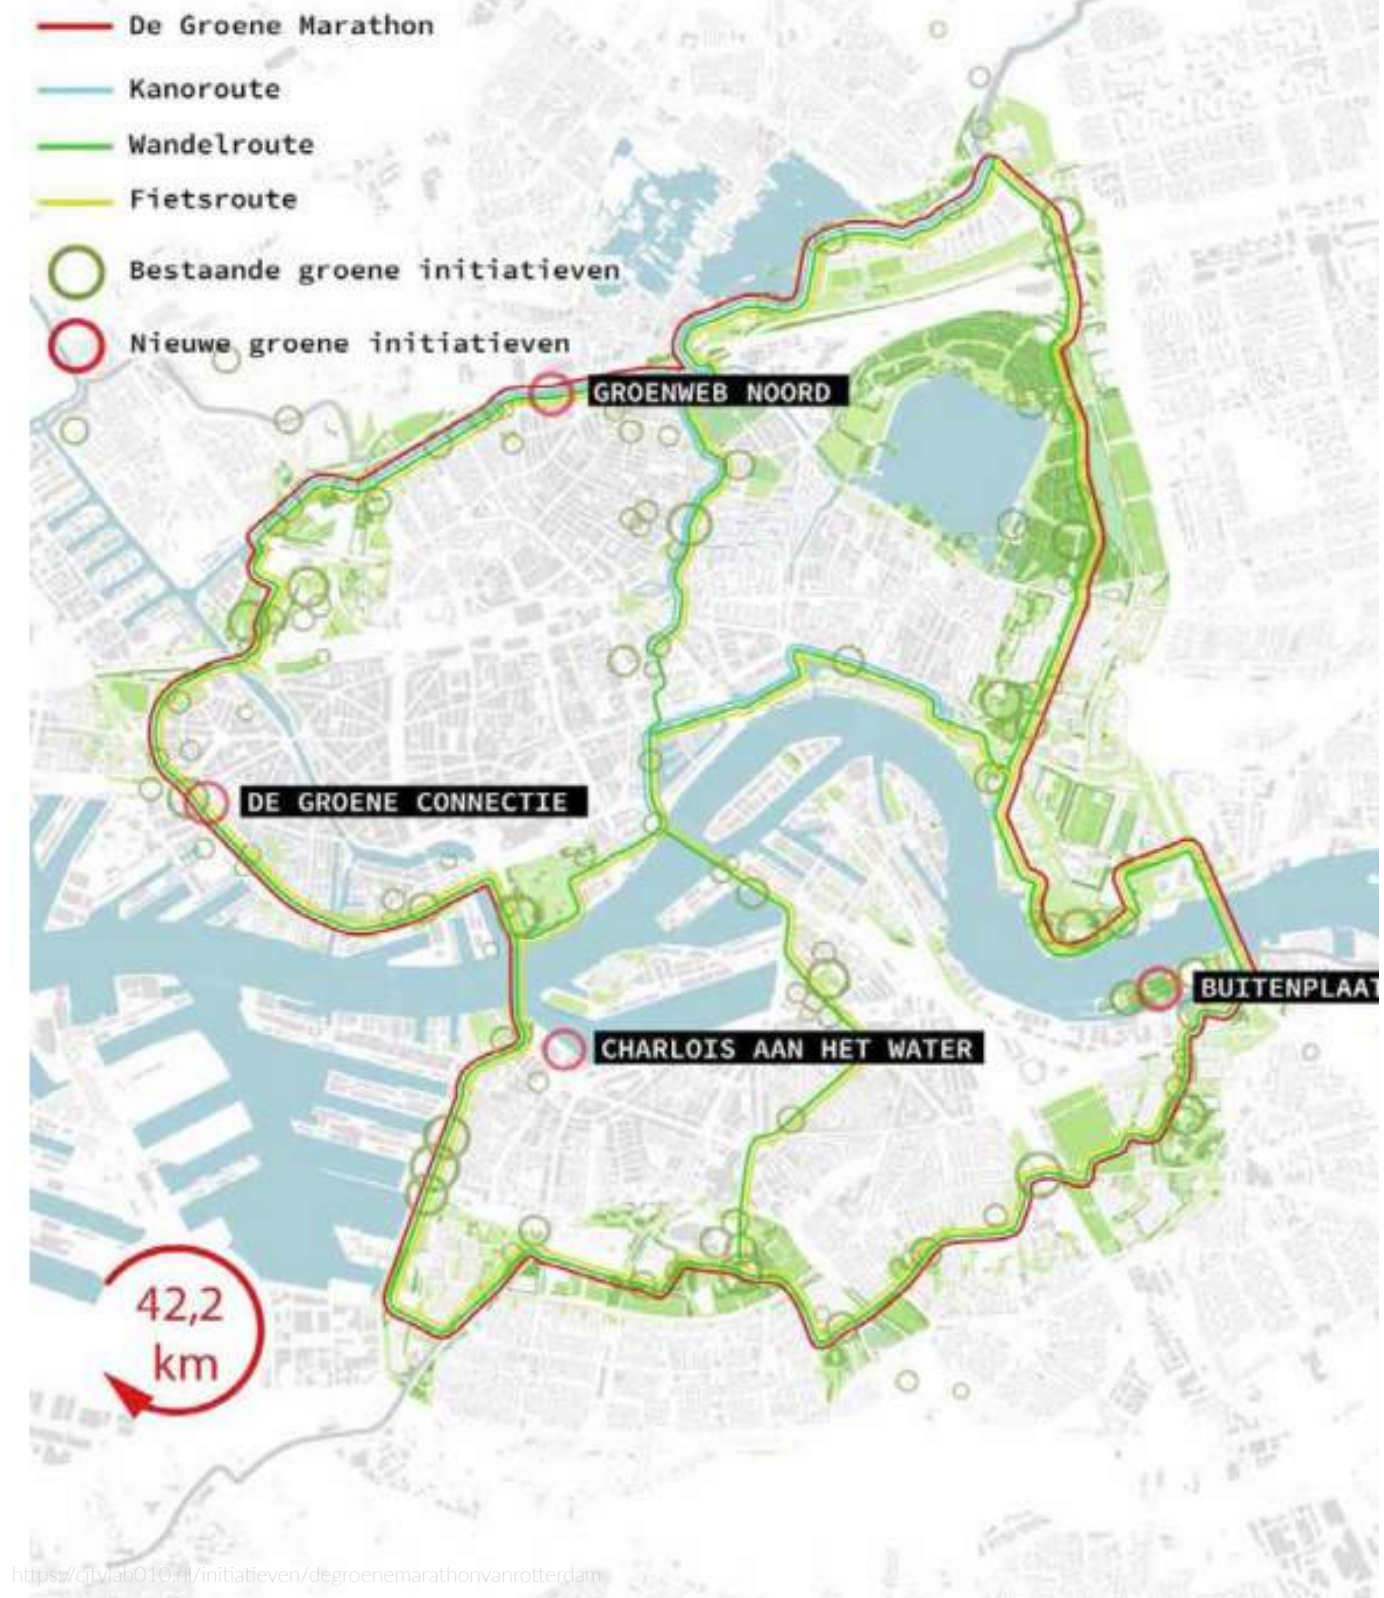 De Groene Marathon
Kanoroute
Wandelroute
Fietsroute
Bestaande groene initiatieven
Nieuwe groene initiatieven
GROENWEB NOORD
DE GROENE CONNECTIE
BUITENPLAAT
CHARLOIS AAN HET WATER
42,2
km
https://citylab010.nl/initiatieven/degroenemarathonvanrotterdam